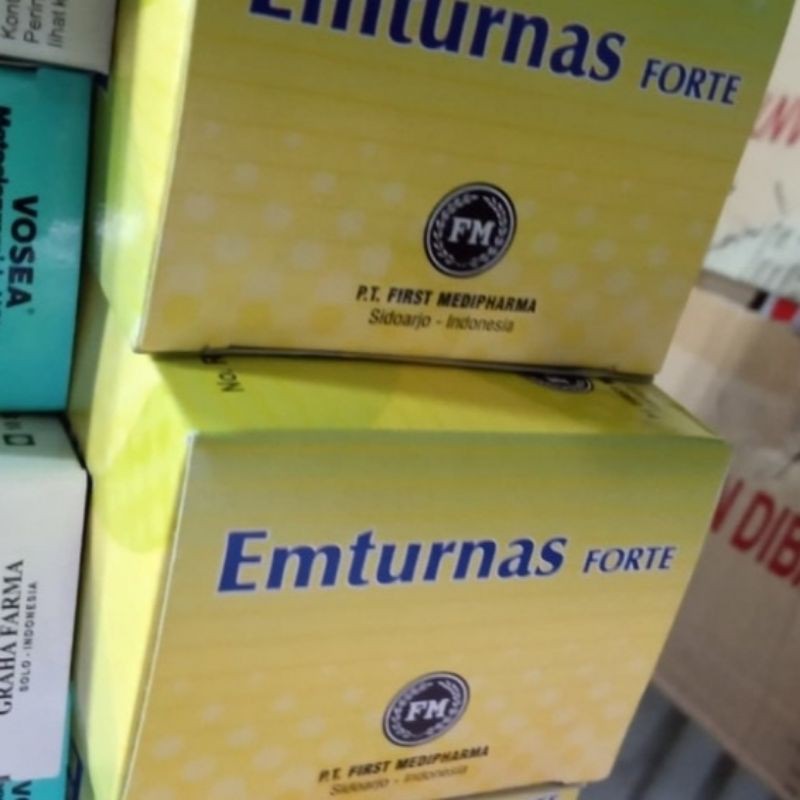 Emturnas FORTE
FM
P.T. FIRST MEDIPHARMA
Sidoarjo - Indonesia
Emturnas FORTE
FM
P.T. FIRST MEDIPHARMA
Sidoarjo - Indonesia
VOSEA
GRAHA FARMA
SOLO - INDONESIA